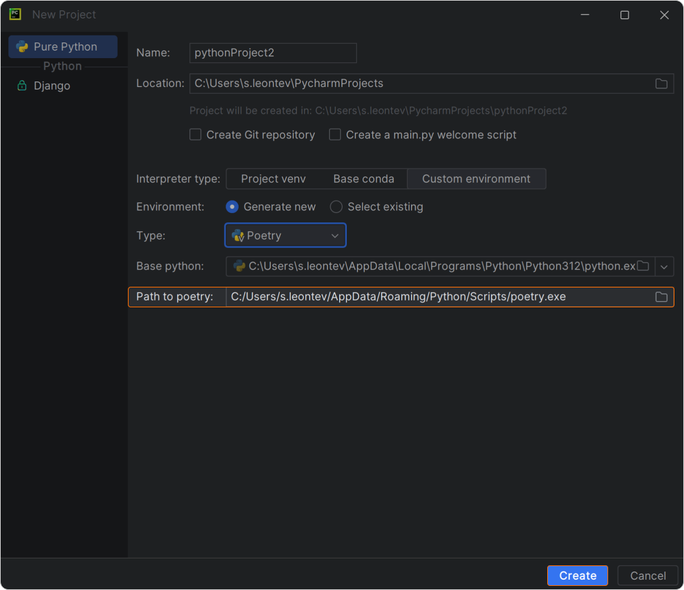 PC New Project
Pure Python
Python
Django
Name: pythonProject2
Location: C:\Users\s.leontev\PycharmProjects
Project will be created in: C:\Users\s.leontev\PycharmProjects\pythonProject2
Create Git repository Create a main.py welcome script
Interpreter type: Project venv Base conda Custom environment
Environment: Generate new Select existing
Type: Poetry
Base python: C:\Users\s.leontev\AppData\Local\Programs\Python\Python312\python.ex
Path to poetry: C:/Users/s.leontev/AppData/Roaming/Python/Scripts/poetry.exe
Create Cancel